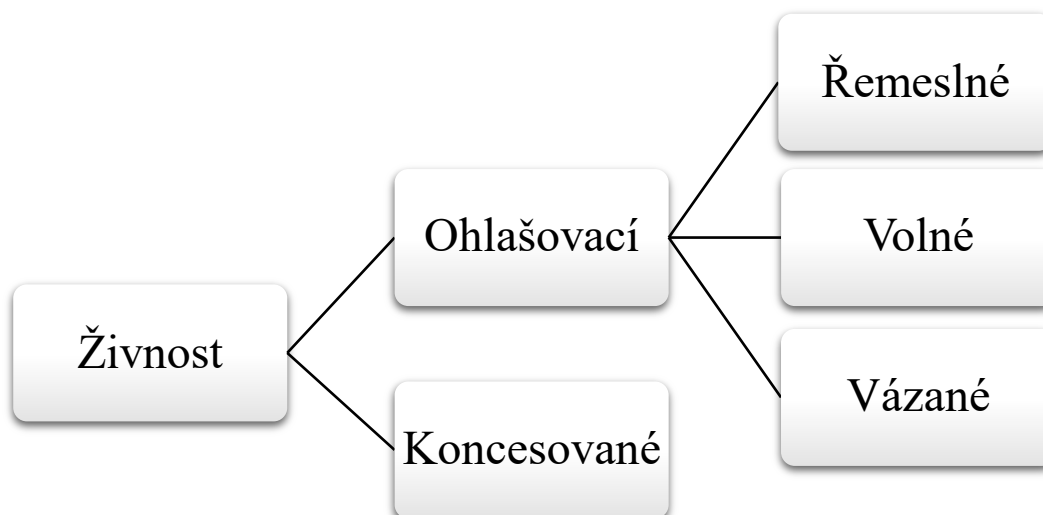 Živnost
Ohlašovací
Koncesované
Řemeslné
Volné
Vázané